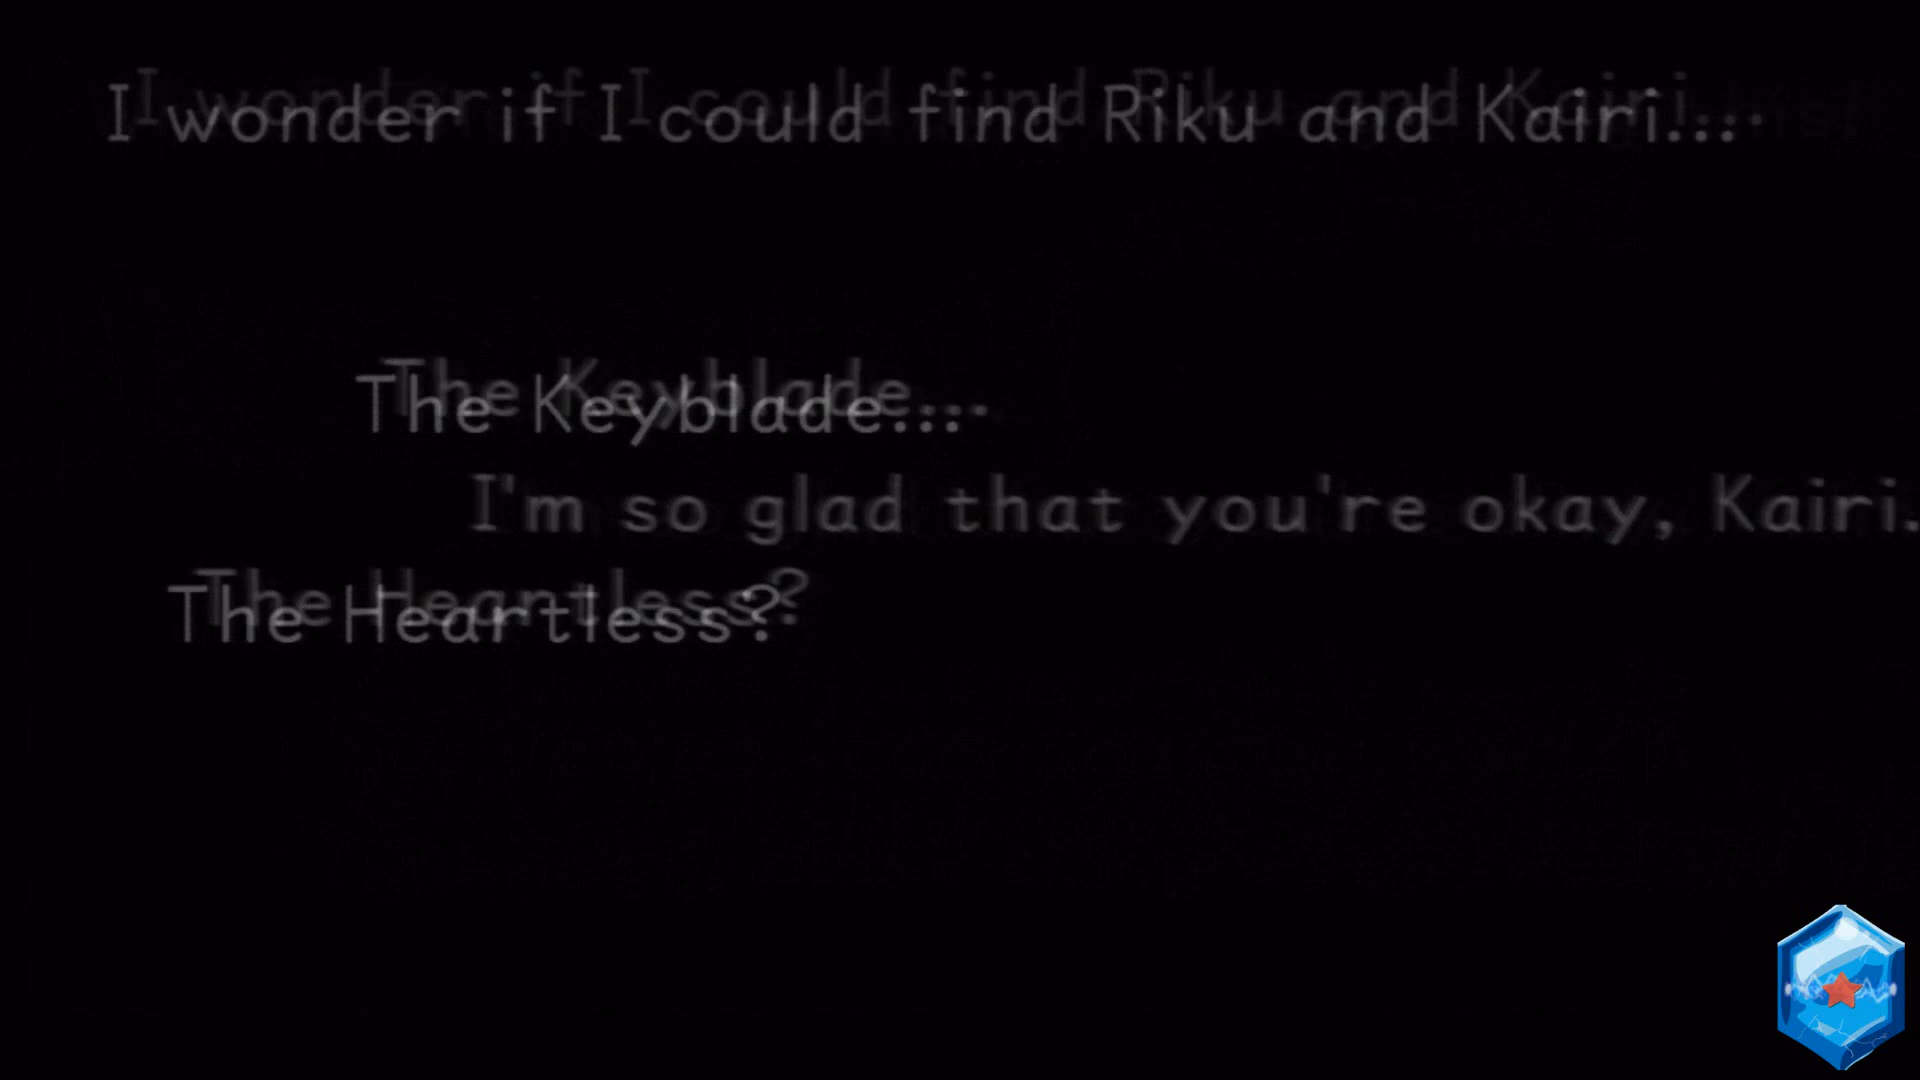 I wonder if I could find Riku and Kairi...
The Keyblade...
I'm so glad that you're okay, Kairi.
The Heartless?